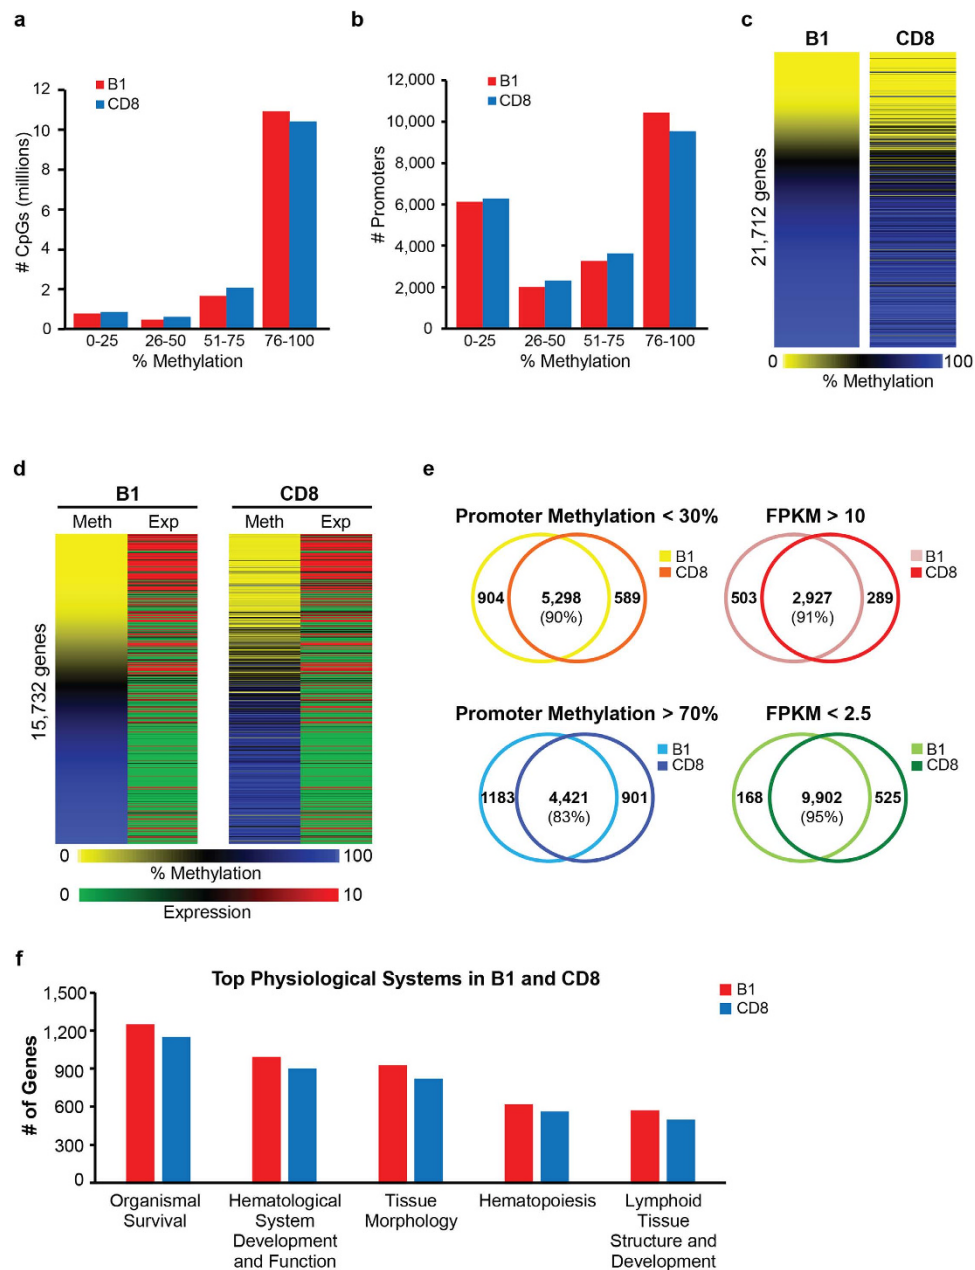 a
B1
CD8
12
10
8
6
4
2
0
# CpGs (milllions)
0-25 26-50 51-75 76-100
% Methylation
b
B1
CD8
12,000
10,000
8,000
6,000
4,000
2,000
0
# Promoters
0-25 26-50 51-75 76-100
% Methylation
c
B1 CD8
21,712 genes
0 100
% Methylation
d
B1 CD8
Meth Exp Meth Exp
15,732 genes
0 100
% Methylation
0 10
Expression
e
Promoter Methylation < 30%
B1
CD8
904 5,298 589
(90%)
FPKM > 10
B1
CD8
503 2,927 289
(91%)
Promoter Methylation > 70%
B1
CD8
1183 4,421 901
(83%)
FPKM < 2.5
B1
CD8
168 9,902 525
(95%)
f
Top Physiological Systems in B1 and CD8
B1
CD8
1,500
1,200
900
600
300
0
# of Genes
Organismal
Survival
Hematological
System
Development
and Function
Tissue
Morphology
Hematopoiesis
Lymphoid
Tissue
Structure and
Development